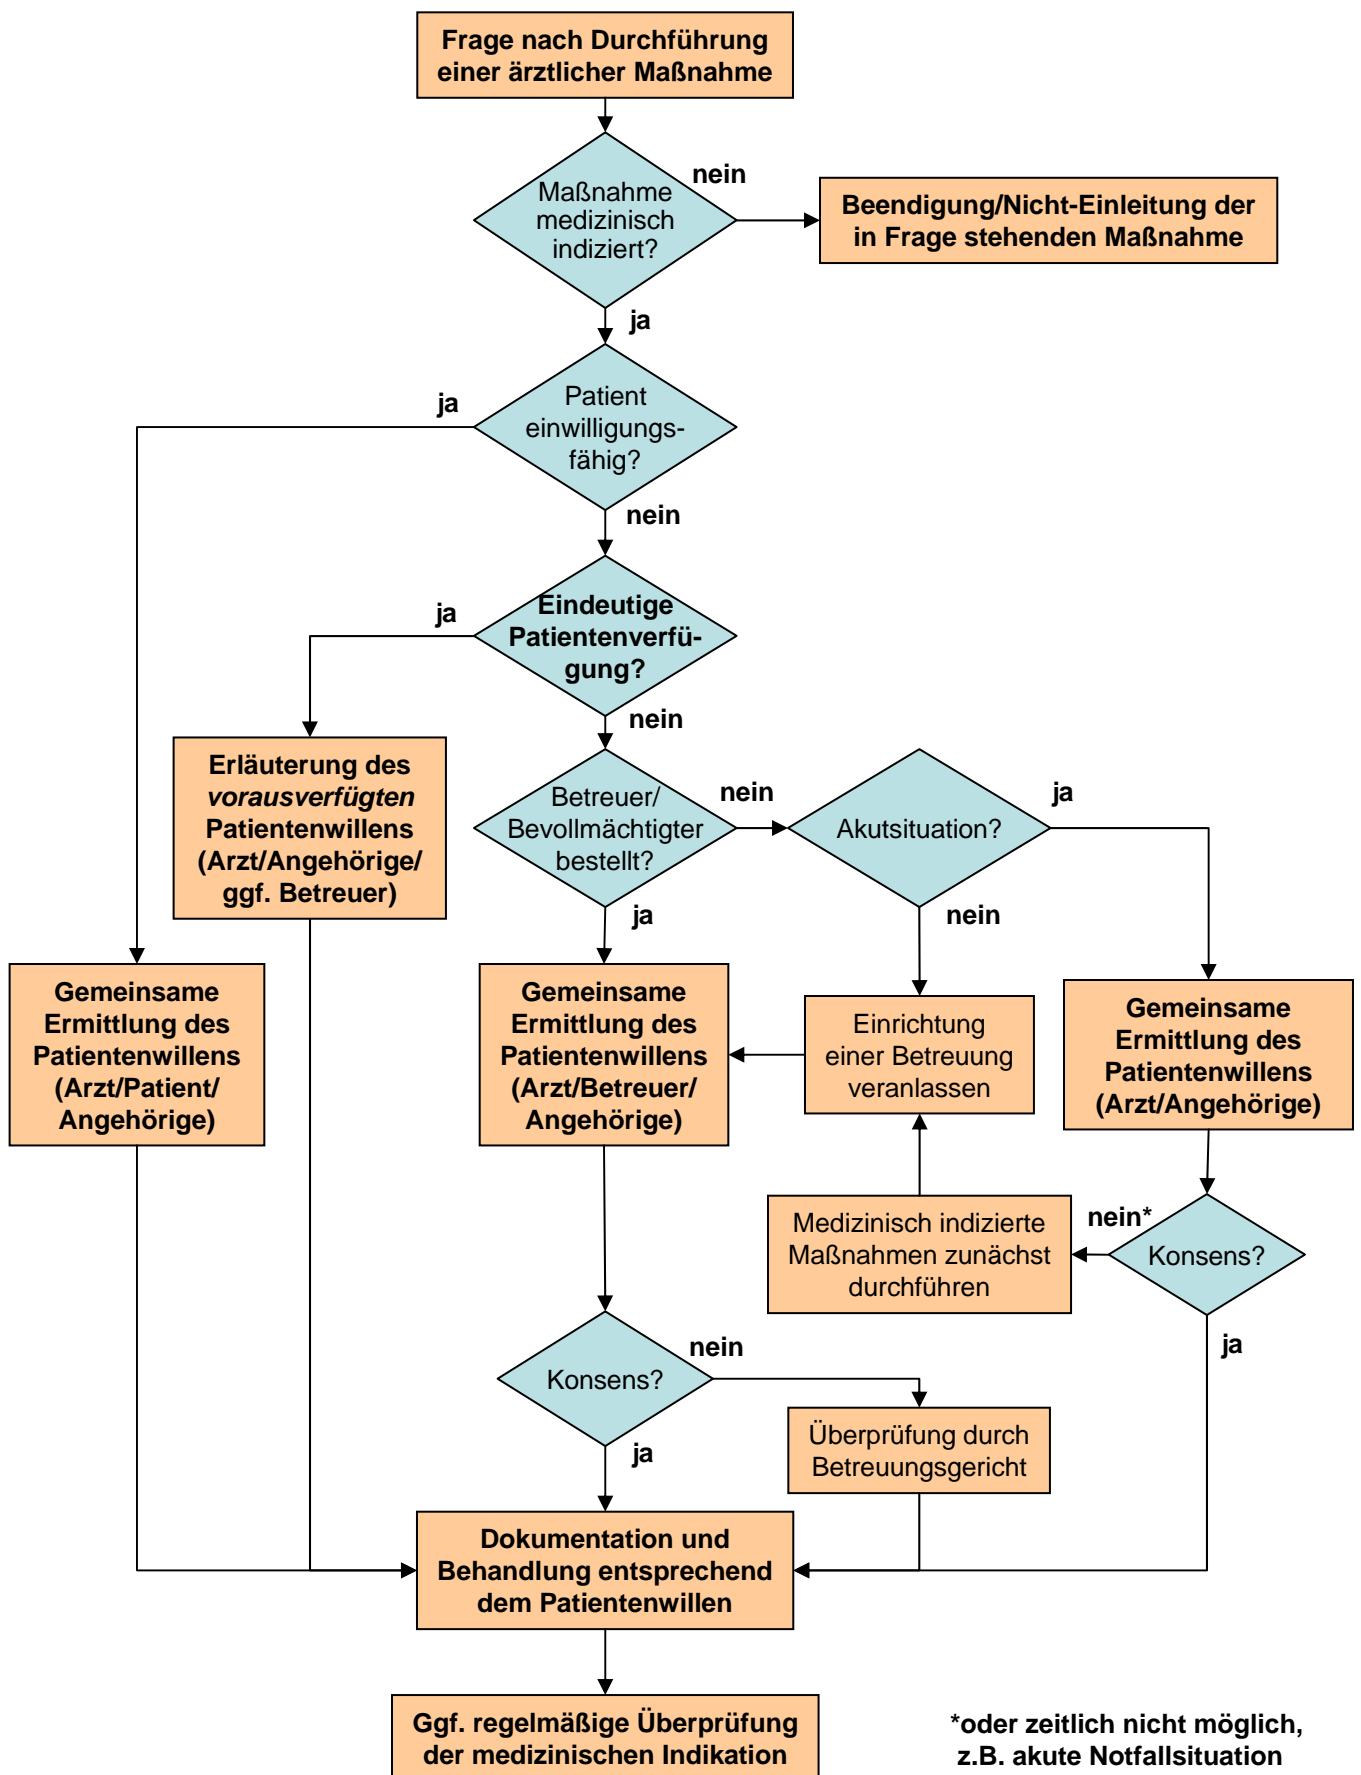 Frage nach Durchführung
einer ärztlicher Maßnahme
nein
Maßnahme
medizinisch
indiziert?
Beendigung/Nicht-Einleitung der
in Frage stehenden Maßnahme
ja
ja
Patient
einwilligungs-
fähig?
nein
ja
Eindeutige
Patientenverfü-
gung?
nein
Erläuterung des
vorausverfügten
Patientenwillens
(Arzt/Angehörige/
ggf. Betreuer)
Betreuer/
Bevollmächtigter
bestellt?
nein
Akutsituation?
ja
ja
nein
Gemeinsame
Ermittlung des
Patientenwillens
(Arzt/Patient/
Angehörige)
Gemeinsame
Ermittlung des
Patientenwillens
(Arzt/Betreuer/
Angehörige)
Einrichtung
einer Betreuung
veranlassen
Gemeinsame
Ermittlung des
Patientenwillens
(Arzt/Angehörige)
Medizinisch indizierte
Maßnahmen zunächst
durchführen
nein*
Konsens?
ja
Konsens?
nein
ja
Überprüfung durch
Betreuungsgericht
Dokumentation und
Behandlung entsprechend
dem Patientenwillen
Ggf. regelmäßige Überprüfung
der medizinischen Indikation
*oder zeitlich nicht möglich,
z.B. akute Notfallsituation